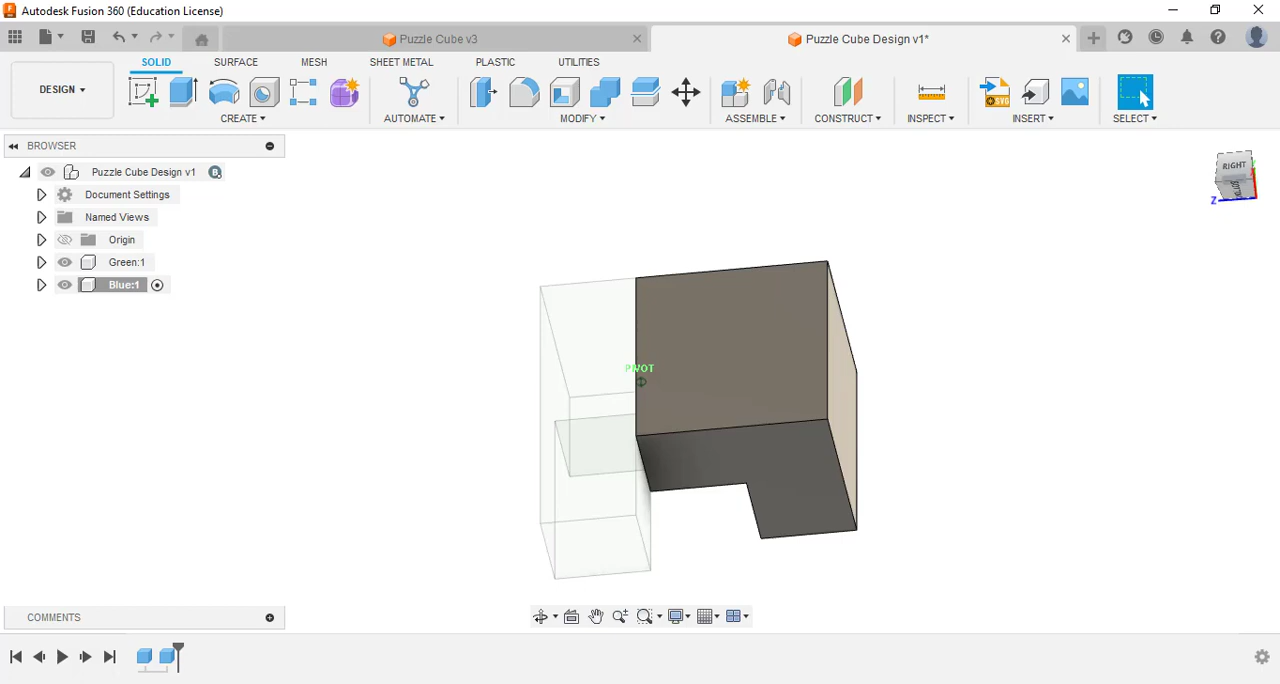 Autodesk Fusion 360 (Education License)
Puzzle Cube v3
Puzzle Cube Design v1*
DESIGN
SOLID SURFACE MESH SHEET METAL PLASTIC UTILITIES
SVG
CREATE AUTOMATE MODIFY ASSEMBLE CONSTRUCT INSPECT INSERT SELECT
BROWSER
Puzzle Cube Design v1
Document Settings
Named Views
Origin
Green:1
Blue:1
RIGHT
Z
PIVOT
COMMENTS